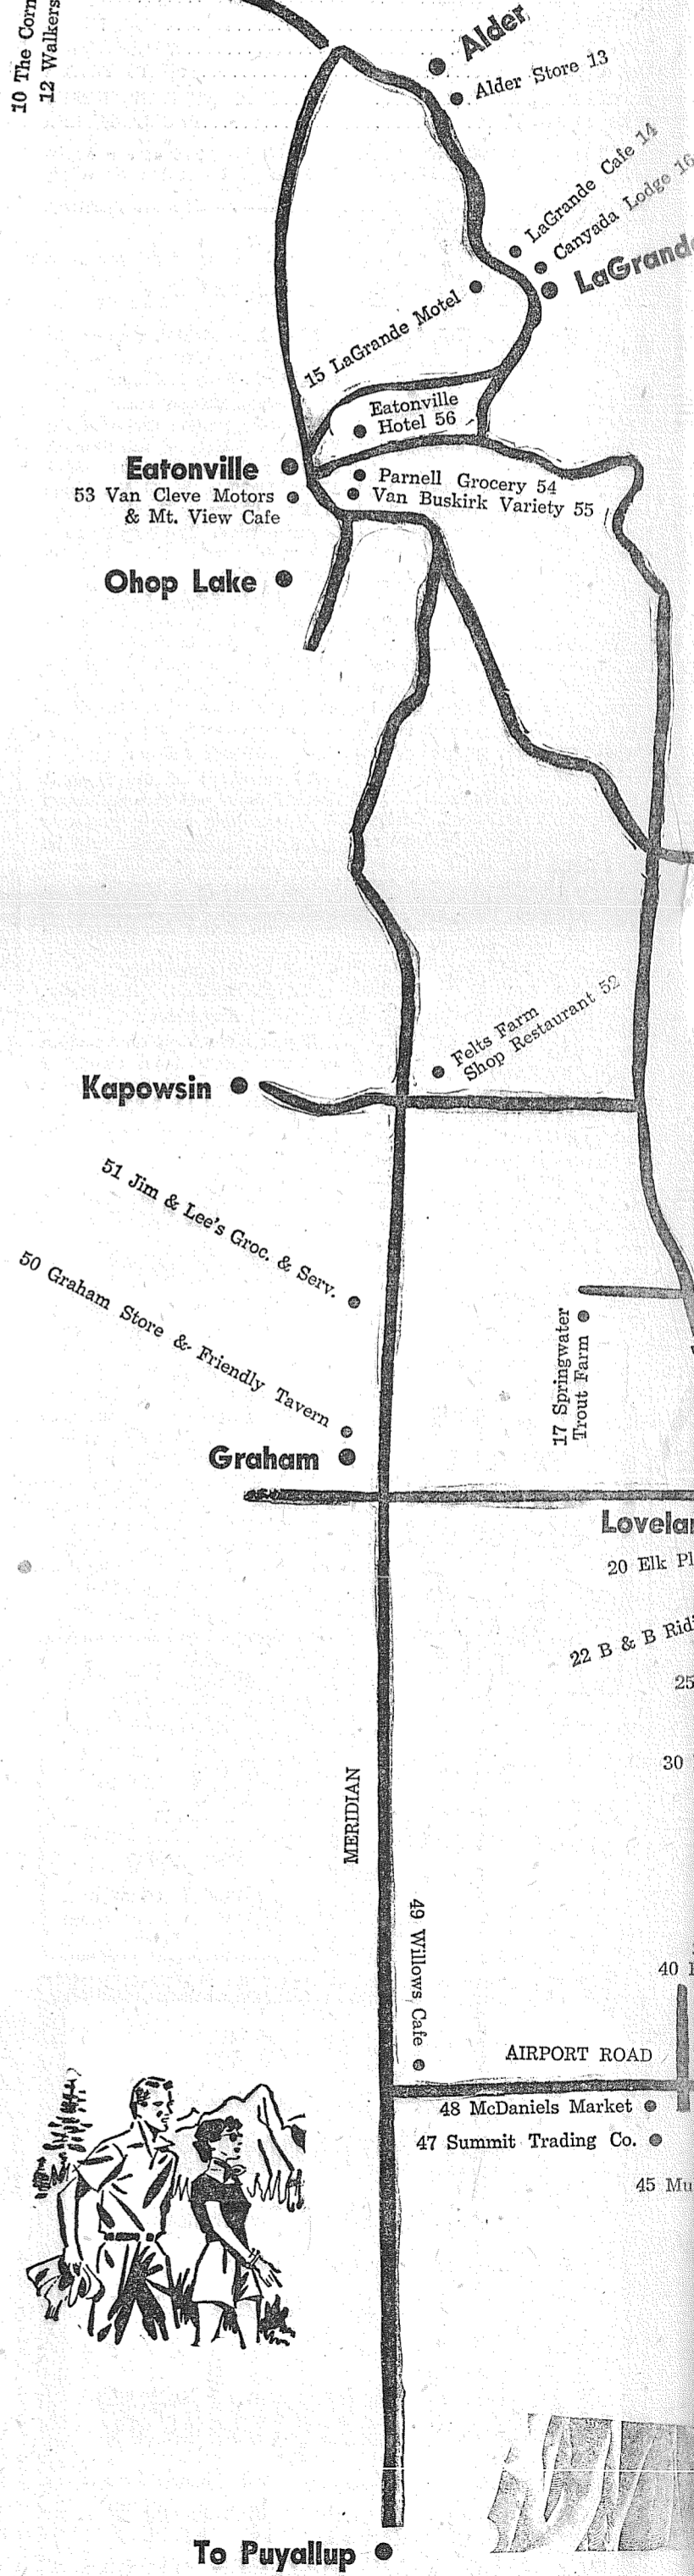 10 The Corn
12 Walkers
Alder
Alder Store 13
LaGrande Cafe 14
Canyada Lodge 16
LaGrande
15 LaGrande Motel
Eatonville
Hotel 56
Eatonville
53 Van Cleve Motors
& Mt. View Cafe
Parnell Grocery 54
Van Buskirk Variety 55
Ohop Lake
Felts Farm
Shop Restaurant 52
Kapowsin
51 Jim & Lee's Groc. & Serv.
50 Graham Store & Friendly Tavern
17 Springwater
Trout Farm
Graham
Lovelan
20 Elk Pl
22 B & B Ridi
25
30
MERIDIAN
49 Willows Cafe
40
AIRPORT ROAD
48 McDaniels Market
47 Summit Trading Co.
45 Mu
To Puyallup